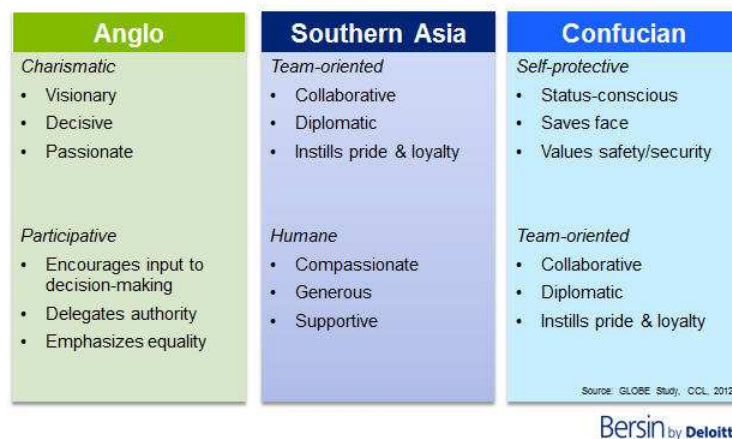 Anglo
Charismatic
• Visionary
• Decisive
• Passionate
Participative
• Encourages input to
decision-making
• Delegates authority
• Emphasizes equality
Southern Asia
Team-oriented
• Collaborative
• Diplomatic
• Instills pride & loyalty
Humane
• Compassionate
• Generous
• Supportive
Confucian
Self-protective
• Status-conscious
• Saves face
• Values safety/security
Team-oriented
• Collaborative
• Diplomatic
• Instills pride & loyalty
Source: GLOBE Study, CCL, 2012
Bersin by Deloitt